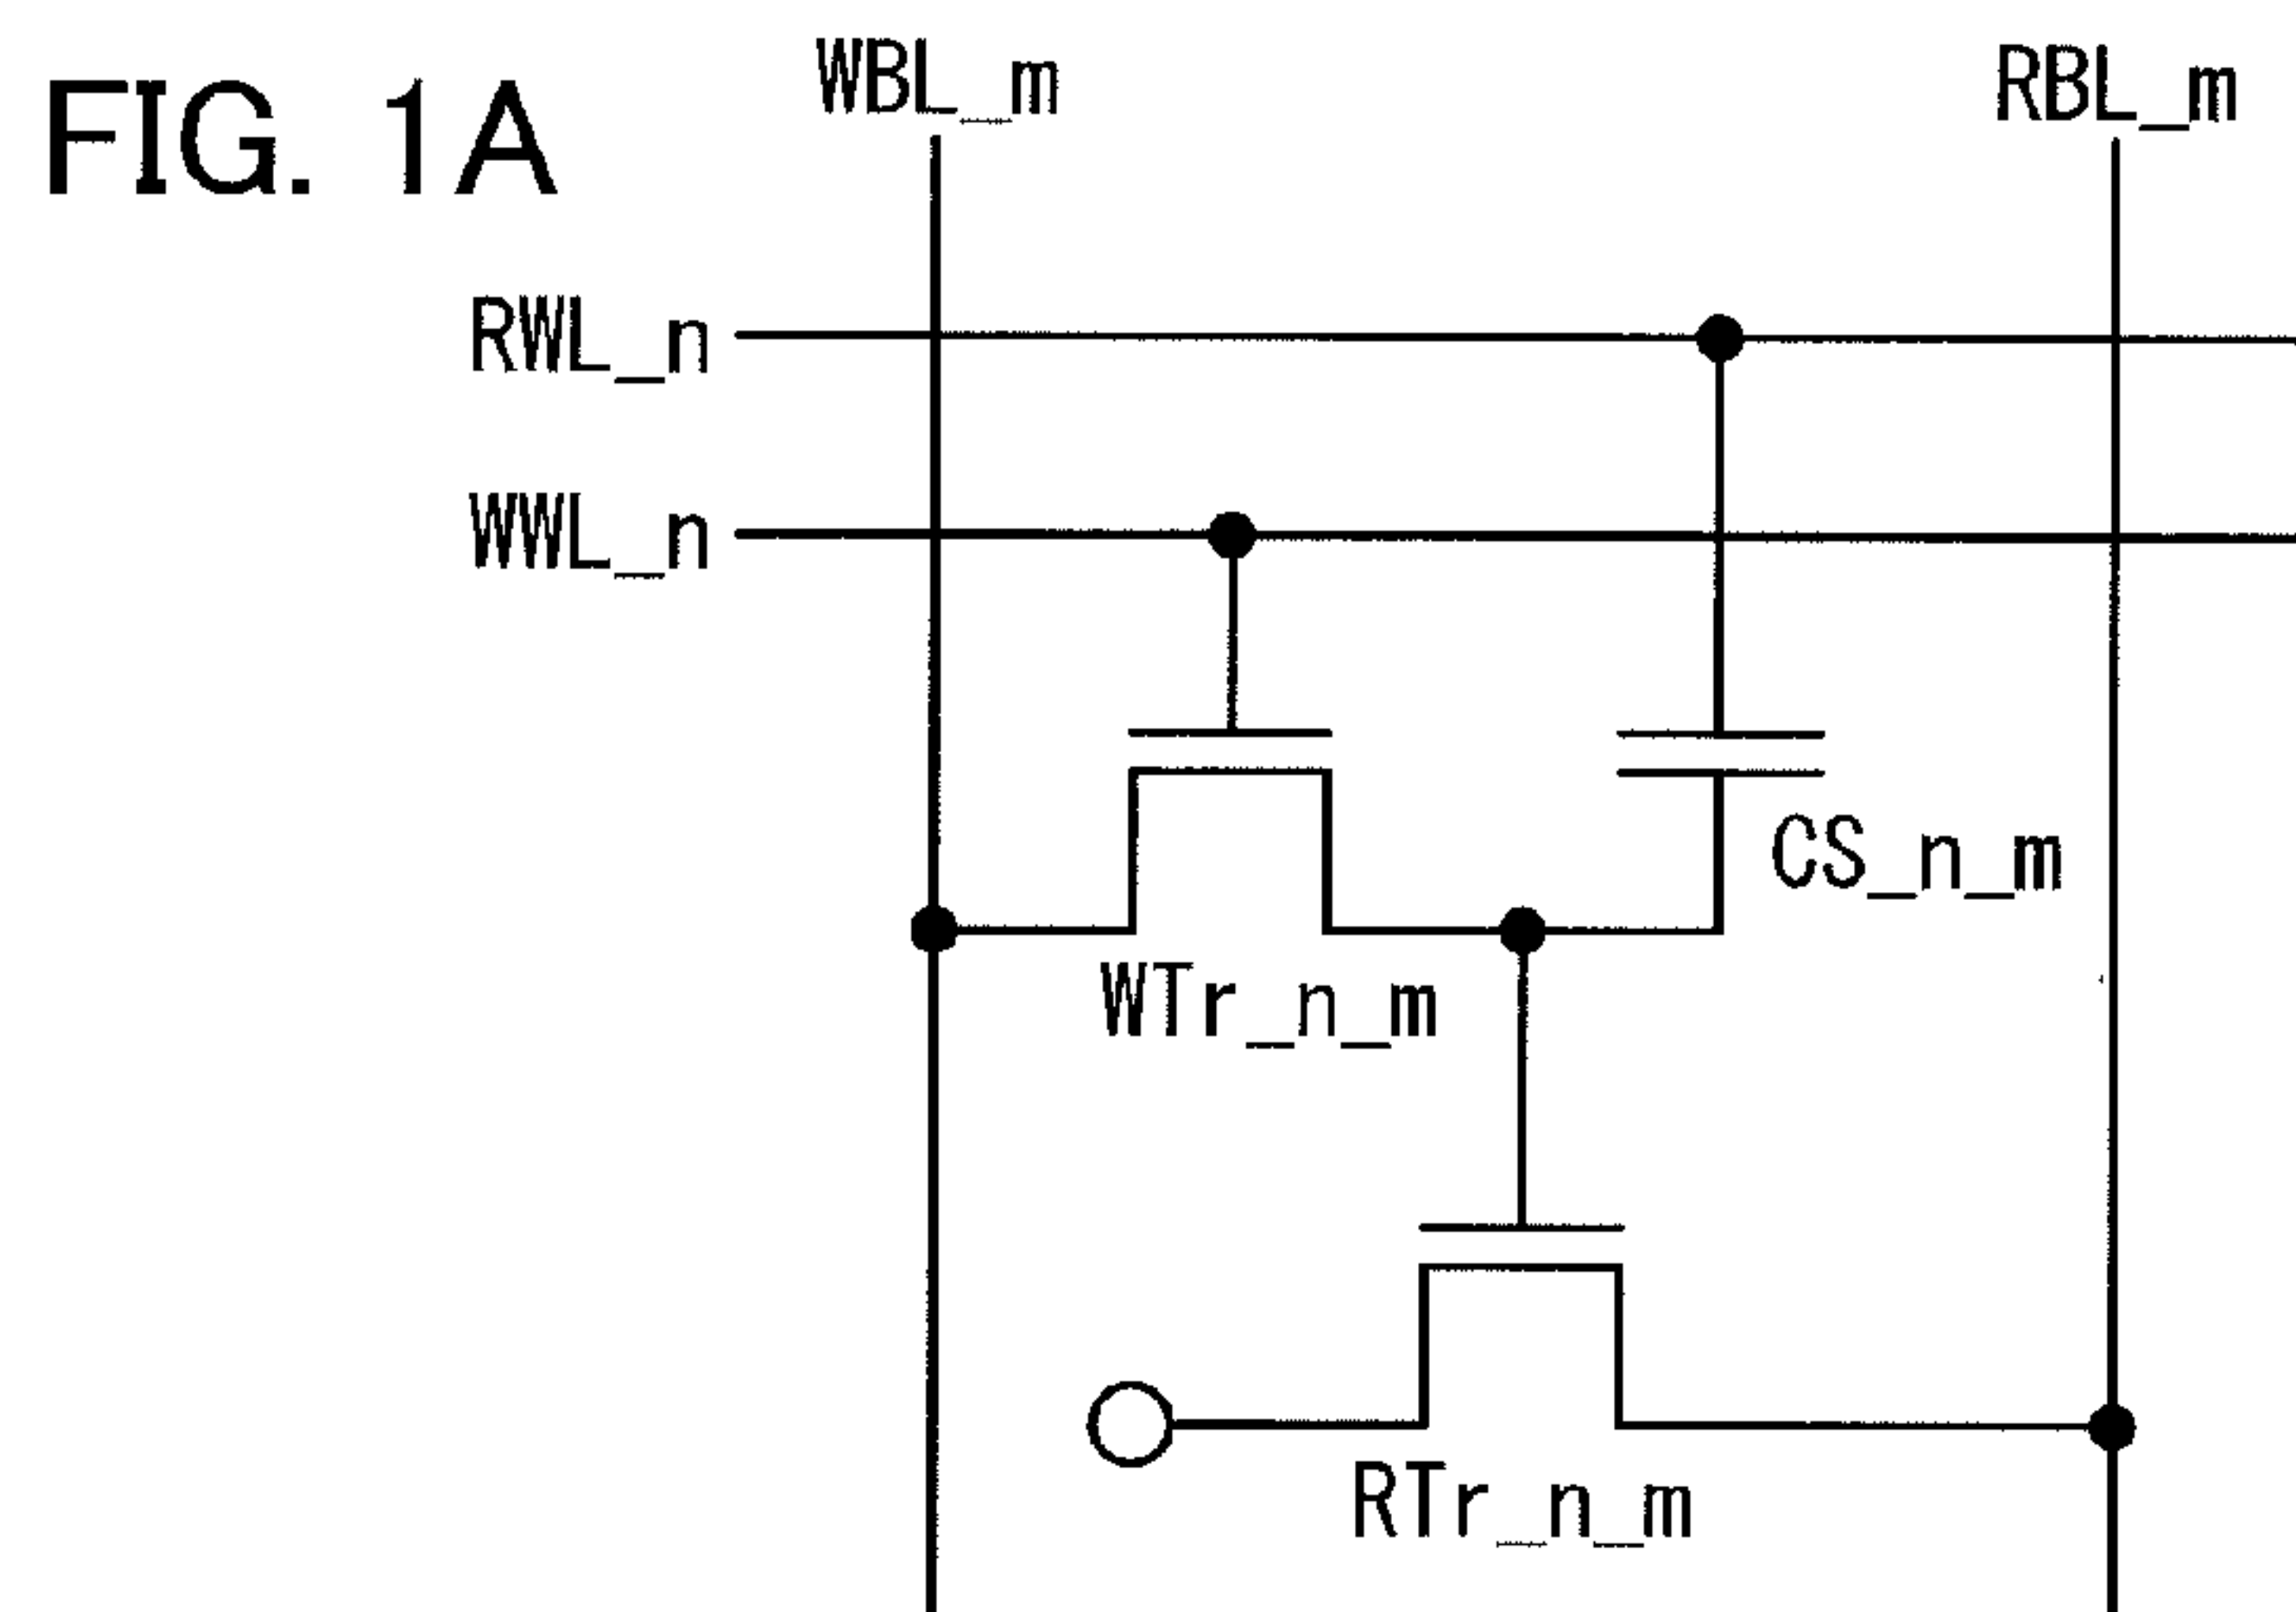 FIG. 1A
WBL_m
RBL_m
RWL_n
WWL_n
CS_n_m
WTr_n_m
RTr_n_m